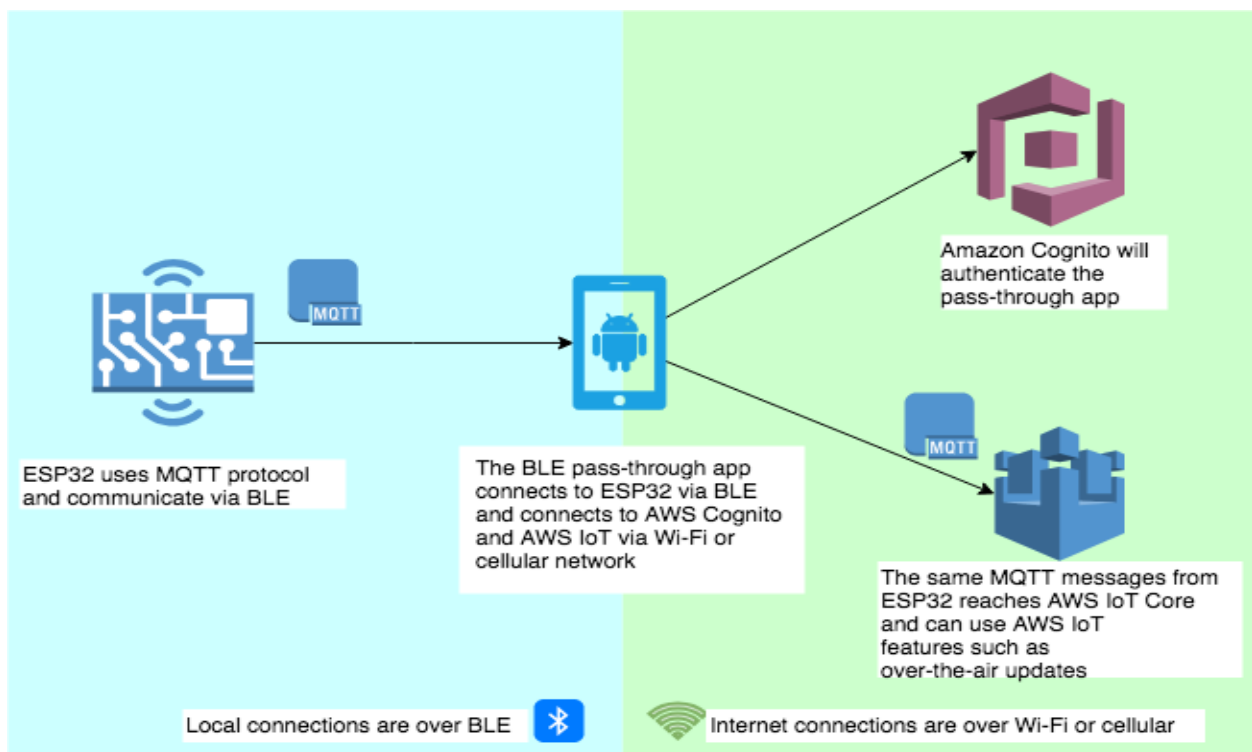 MQTT
Amazon Cognito will
authenticate the
pass-through app
MQTT
ESP32 uses MQTT protocol
and communicate via BLE
The BLE pass-through app
connects to ESP32 via BLE
and connects to AWS Cognito
and AWS IoT via Wi-Fi or
cellular network
The same MQTT messages from
ESP32 reaches AWS IoT Core
and can use AWS IoT
features such as
over-the-air updates
Local connections are over BLE
Internet connections are over Wi-Fi or cellular